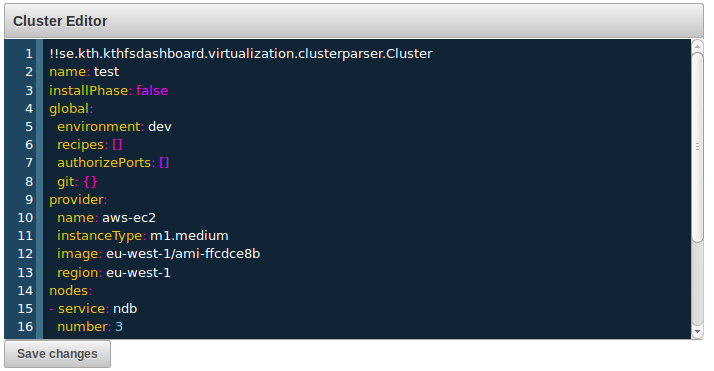 Cluster Editor
1 !!se.kth.kthfsdashboard.virtualization.clusterparser.Cluster
2 name: test
3 installPhase: false
4 global:
5   environment: dev
6   recipes: []
7   authorizePorts: []
8   git: {}
9 provider:
10   name: aws-ec2
11   instanceType: m1.medium
12   image: eu-west-1/ami-ffcdce8b
13   region: eu-west-1
14 nodes:
15 - service: ndb
16   number: 3
Save changes